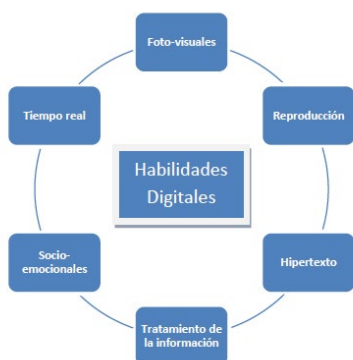 Foto-visuales
Tiempo real
Reproducción
Habilidades
Digitales
Socio-
emocionales
Hipertexto
Tratamiento de
la información